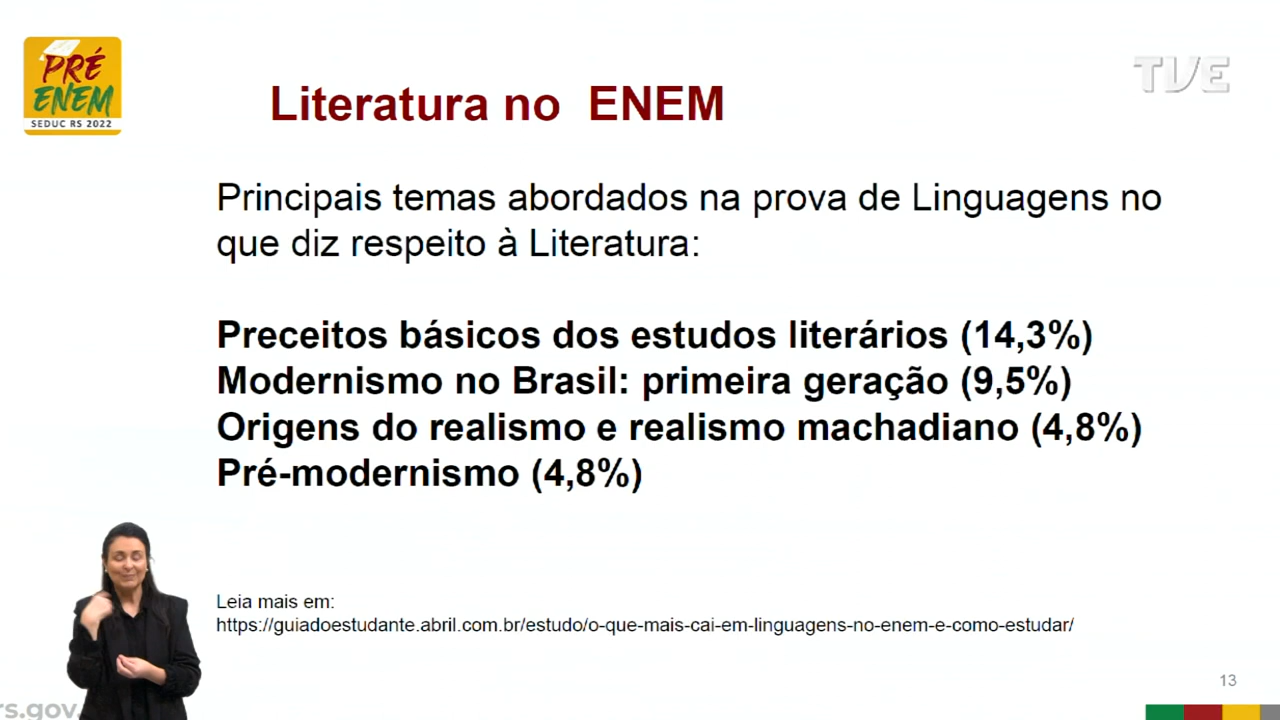 PRÉ
ENEM
SEDUC RS 2022
TVE
Literatura no ENEM
Principais temas abordados na prova de Linguagens no
que diz respeito à Literatura:
Preceitos básicos dos estudos literários (14,3%)
Modernismo no Brasil: primeira geração (9,5%)
Origens do realismo e realismo machadiano (4,8%)
Pré-modernismo (4,8%)
Leia mais em:
https://guiadoestudante.abril.com.br/estudo/o-que-mais-cai-em-linguagens-no-enem-e-como-estudar/
13
rs.gov.